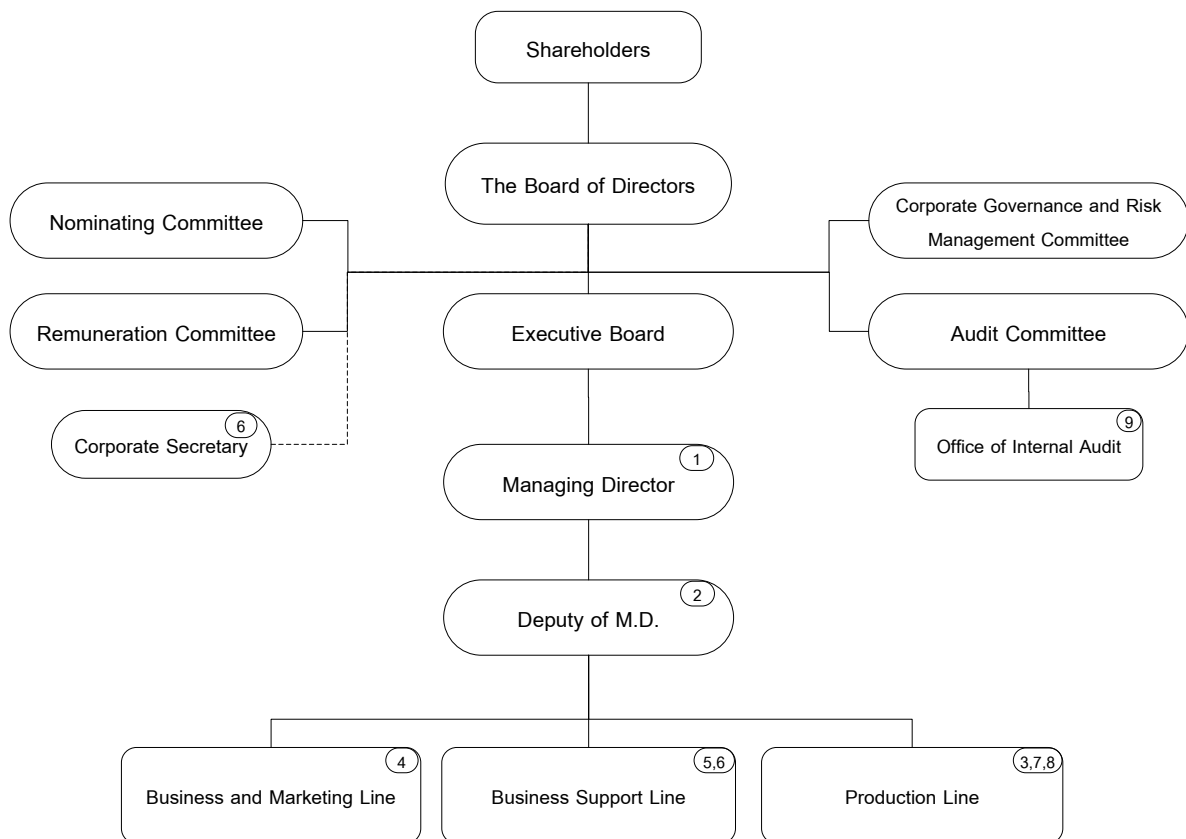 Shareholders
The Board of Directors
Nominating Committee
Corporate Governance and Risk
Management Committee
Remuneration Committee
Executive Board
Audit Committee
6
Corporate Secretary
9
Office of Internal Audit
1
Managing Director
2
Deputy of M.D.
4
Business and Marketing Line
5,6
Business Support Line
3,7,8
Production Line